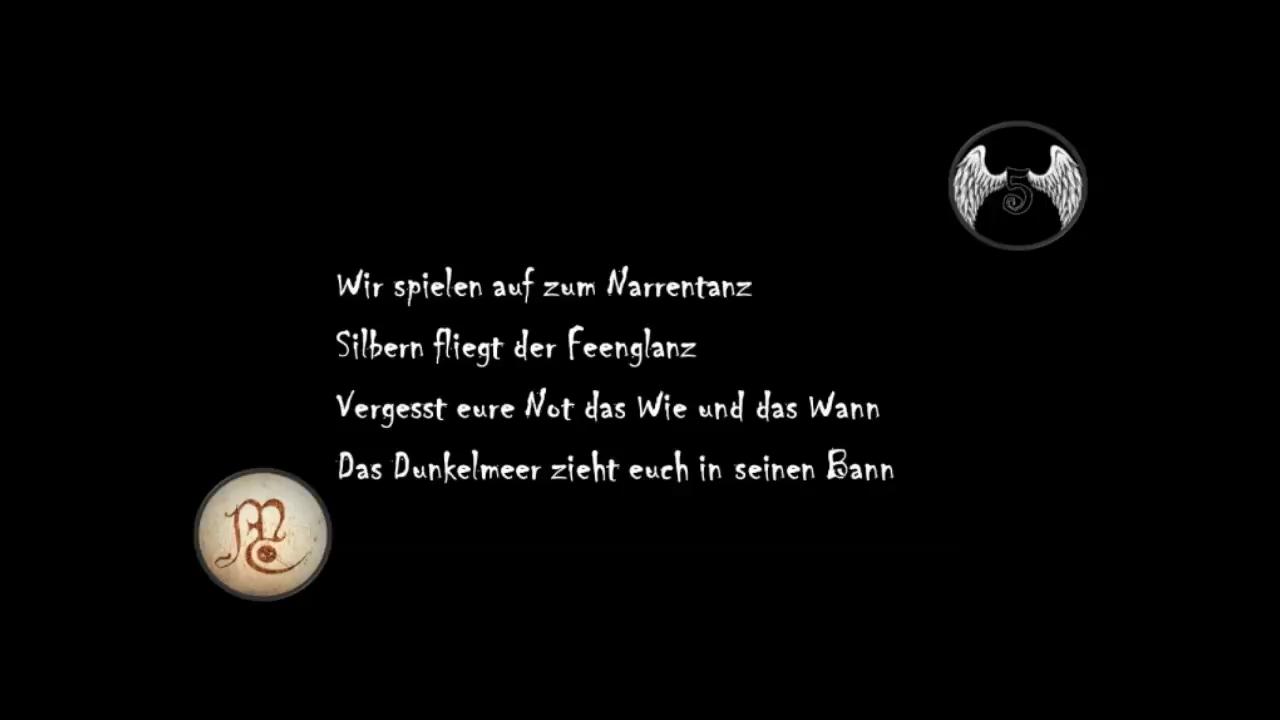 5
Wir spielen auf zum Narrentanz
Silbern fliegt der Feenglanz
Vergesst eure Not das Wie und das Wann
Das Dunkelmeer zieht euch in seinen Bann